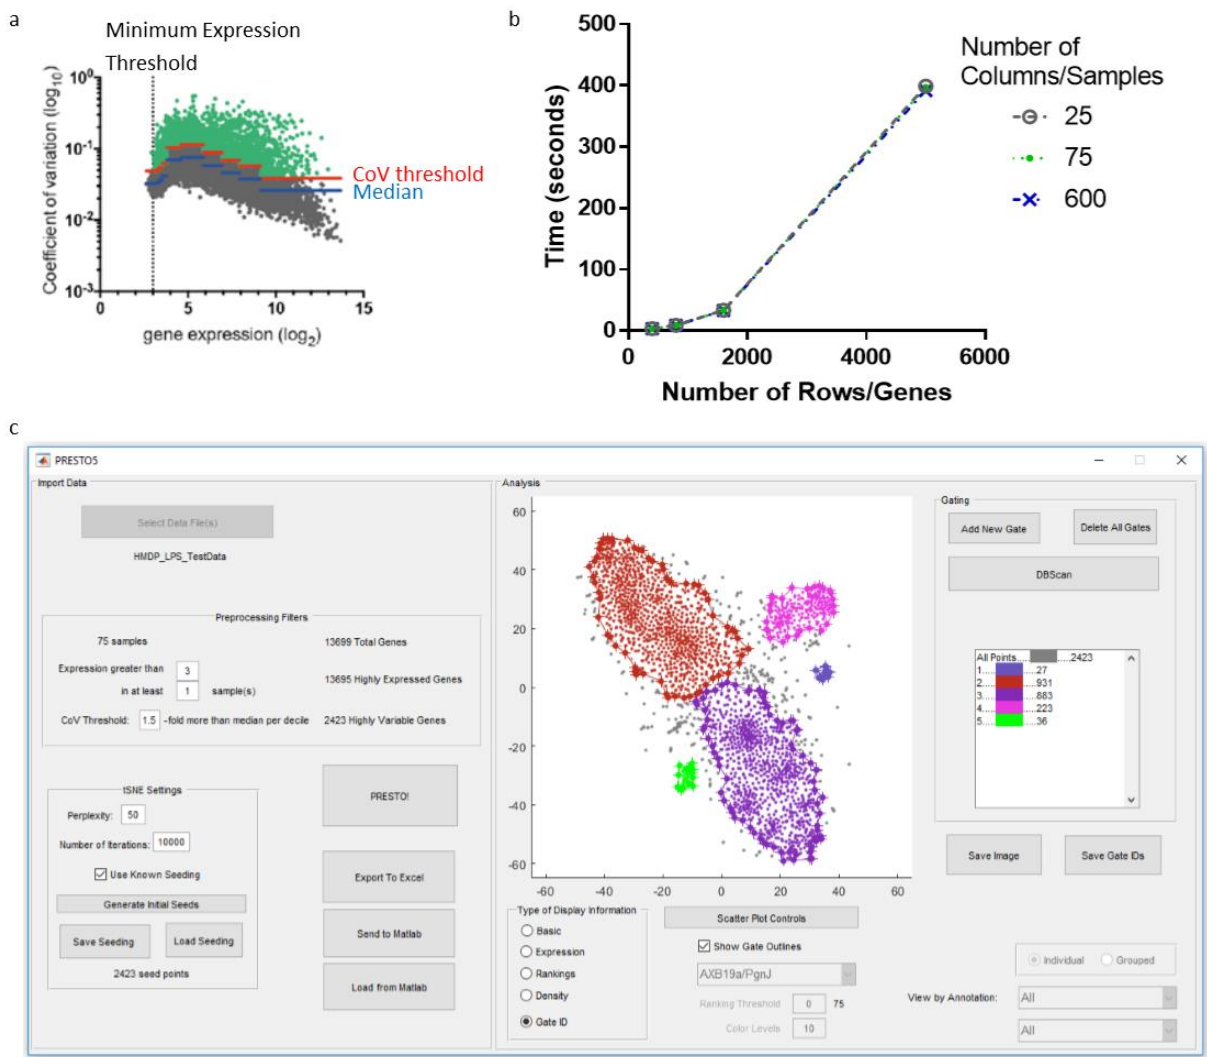 a
Minimum Expression
Threshold
Coefficient of variation (log10)
10^0
10^-1
10^-2
10^-3
0
5
10
15
gene expression (log2)
CoV threshold
Median
b
Time (seconds)
500
400
300
200
100
0
0
2000
4000
6000
Number of Rows/Genes
Number of
Columns/Samples
25
75
600
c
PRESTO5
Import Data
Select Data File(s)
HMDP_LPS_TestData
Preprocessing Filters
75 samples
13699 Total Genes
Expression greater than 3
in at least 1 sample(s)
13695 Highly Expressed Genes
CoV Threshold: 1.5 -fold more than median per decile
2423 Highly Variable Genes
tSNE Settings
Perplexity: 50
Number of Iterations: 10000
Use Known Seeding
Generate Initial Seeds
Save Seeding
Load Seeding
2423 seed points
PRESTO!
Export To Excel
Send to Matlab
Load from Matlab
Analysis
60
40
20
0
-20
-40
-60
-60
-40
-20
0
20
40
60
Type of Display Information
Basic
Expression
Rankings
Density
Gate ID
Scatter Plot Controls
Show Gate Outlines
AXB19a/PgnJ
Ranking Threshold 0 75
Color Levels 10
Gating
Add New Gate
Delete All Gates
DBScan
All Points.... ....2423
1.... ....27
2.... ....931
3.... ....883
4.... ....223
5.... ....36
Save Image
Save Gate IDs
Individual
Grouped
View by Annotation: All
All